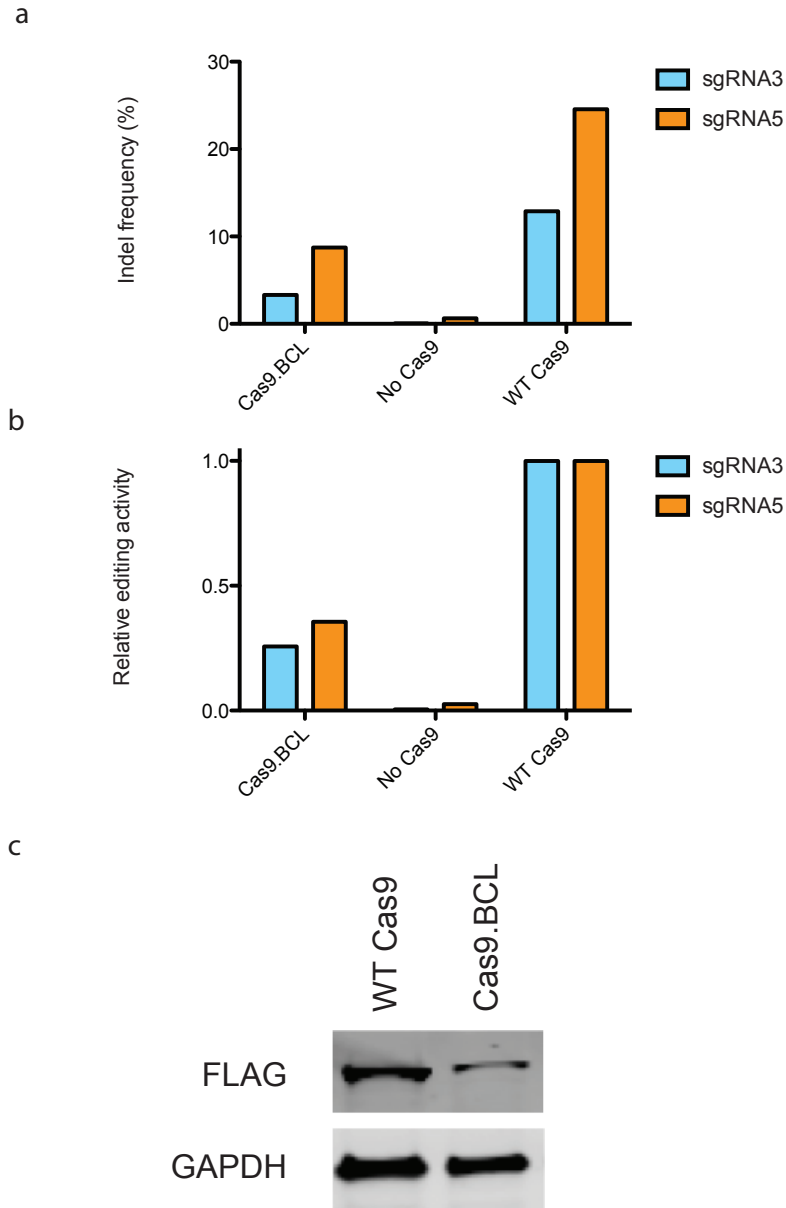 a
Indel frequency (%)
30
20
10
0
Cas9.BCL
No Cas9
WT Cas9
sgRNA3
sgRNA5
b
Relative editing activity
1.0
0.5
0.0
Cas9.BCL
No Cas9
WT Cas9
sgRNA3
sgRNA5
c
WT Cas9
Cas9.BCL
FLAG
GAPDH